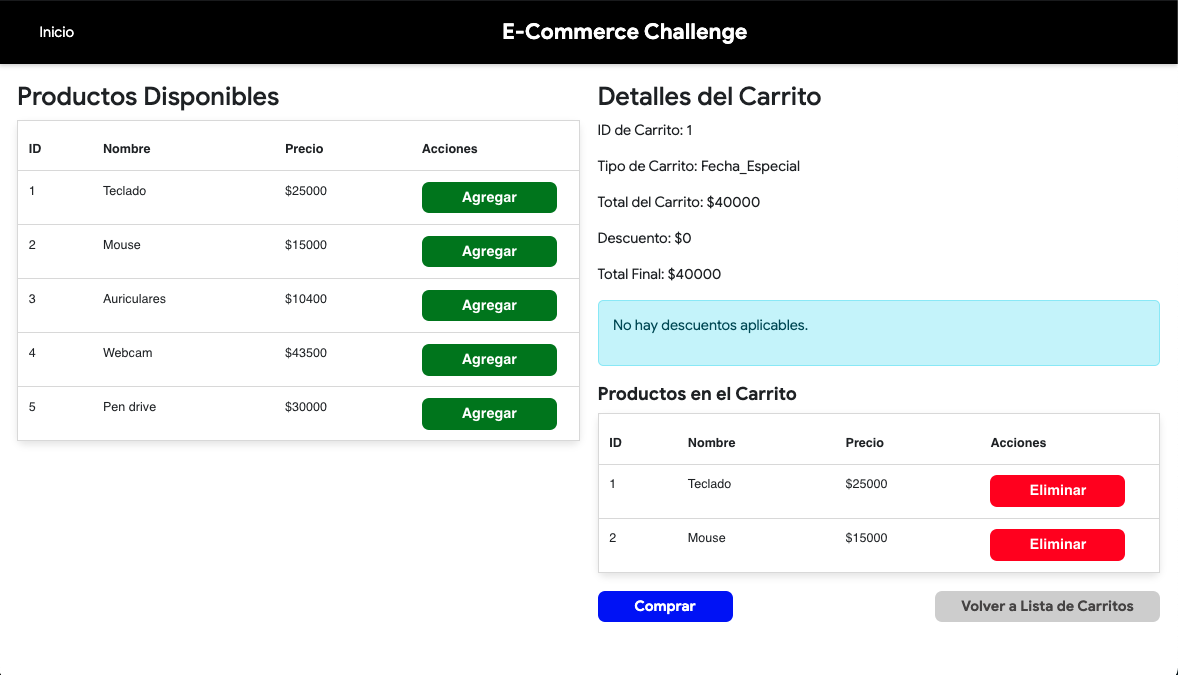 Inicio
E-Commerce Challenge
Productos Disponibles
ID Nombre Precio Acciones
1 Teclado $25000 Agregar
2 Mouse $15000 Agregar
3 Auriculares $10400 Agregar
4 Webcam $43500 Agregar
5 Pen drive $30000 Agregar
Detalles del Carrito
ID de Carrito: 1
Tipo de Carrito: Fecha_Especial
Total del Carrito: $40000
Descuento: $0
Total Final: $40000
No hay descuentos aplicables.
Productos en el Carrito
ID Nombre Precio Acciones
1 Teclado $25000 Eliminar
2 Mouse $15000 Eliminar
Comprar
Volver a Lista de Carritos